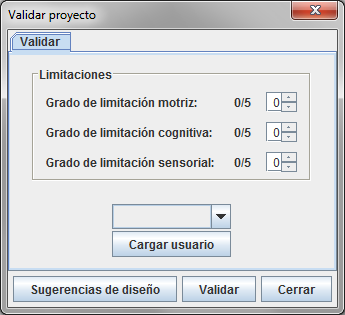 Validar proyecto
Validar
Limitaciones
Grado de limitación motriz: 0/5 0
Grado de limitación cognitiva: 0/5 0
Grado de limitación sensorial: 0/5 0
Cargar usuario
Sugerencias de diseño Validar Cerrar